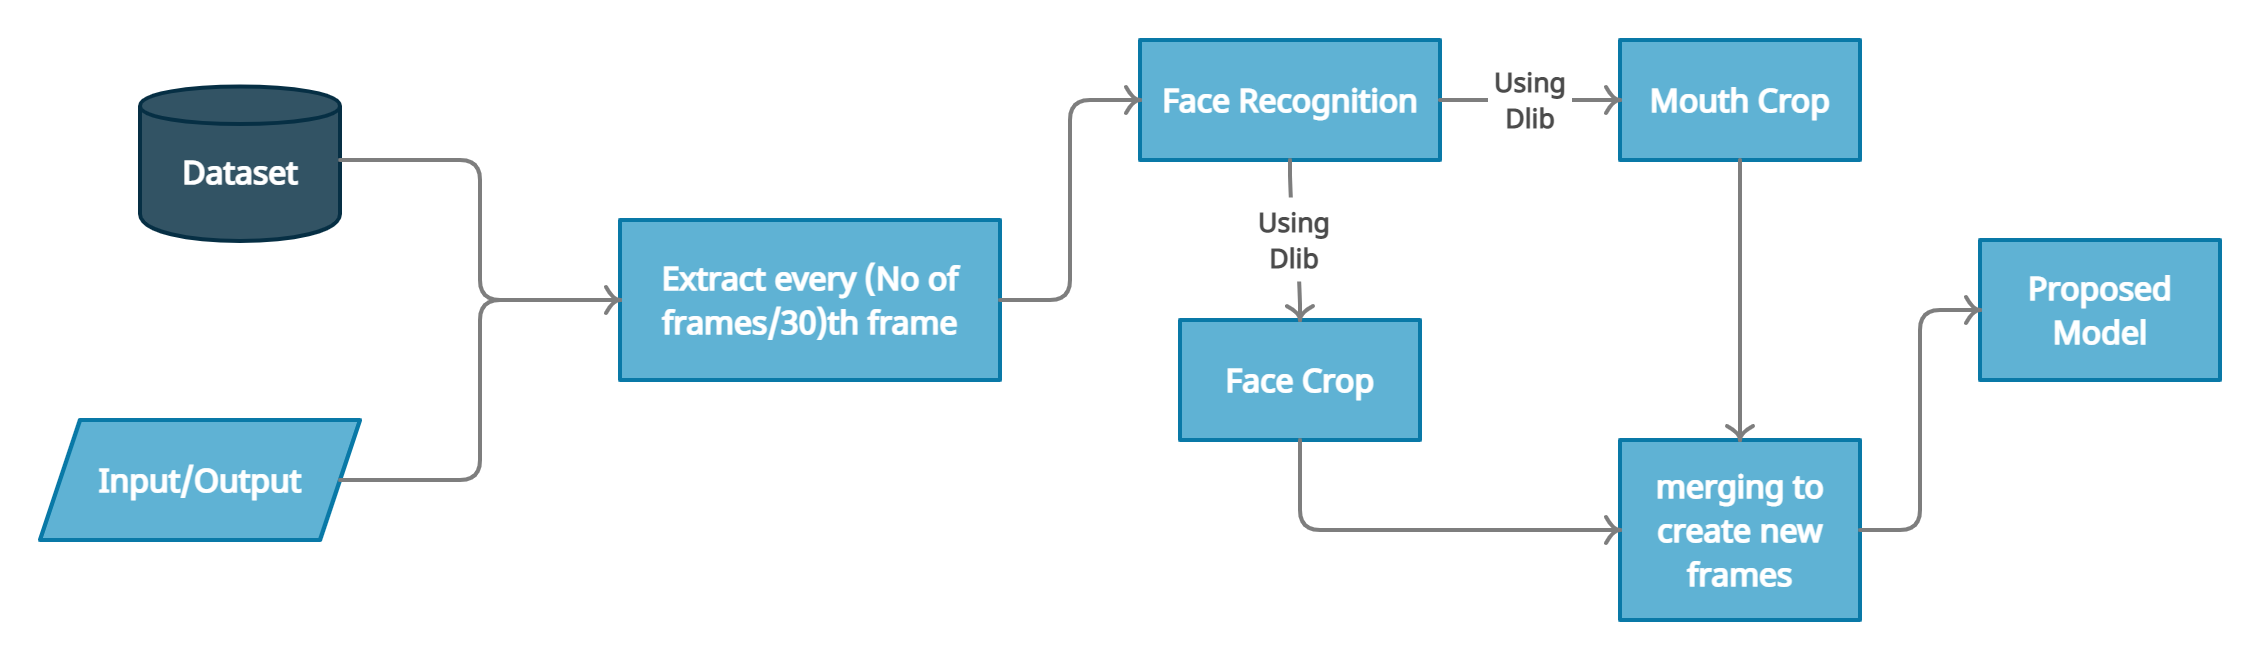 Dataset
Input/Output
Extract every (No of
frames/30)th frame
Face Recognition
Using
Dlib
Mouth Crop
Using
Dlib
Face Crop
merging to
create new
frames
Proposed
Model